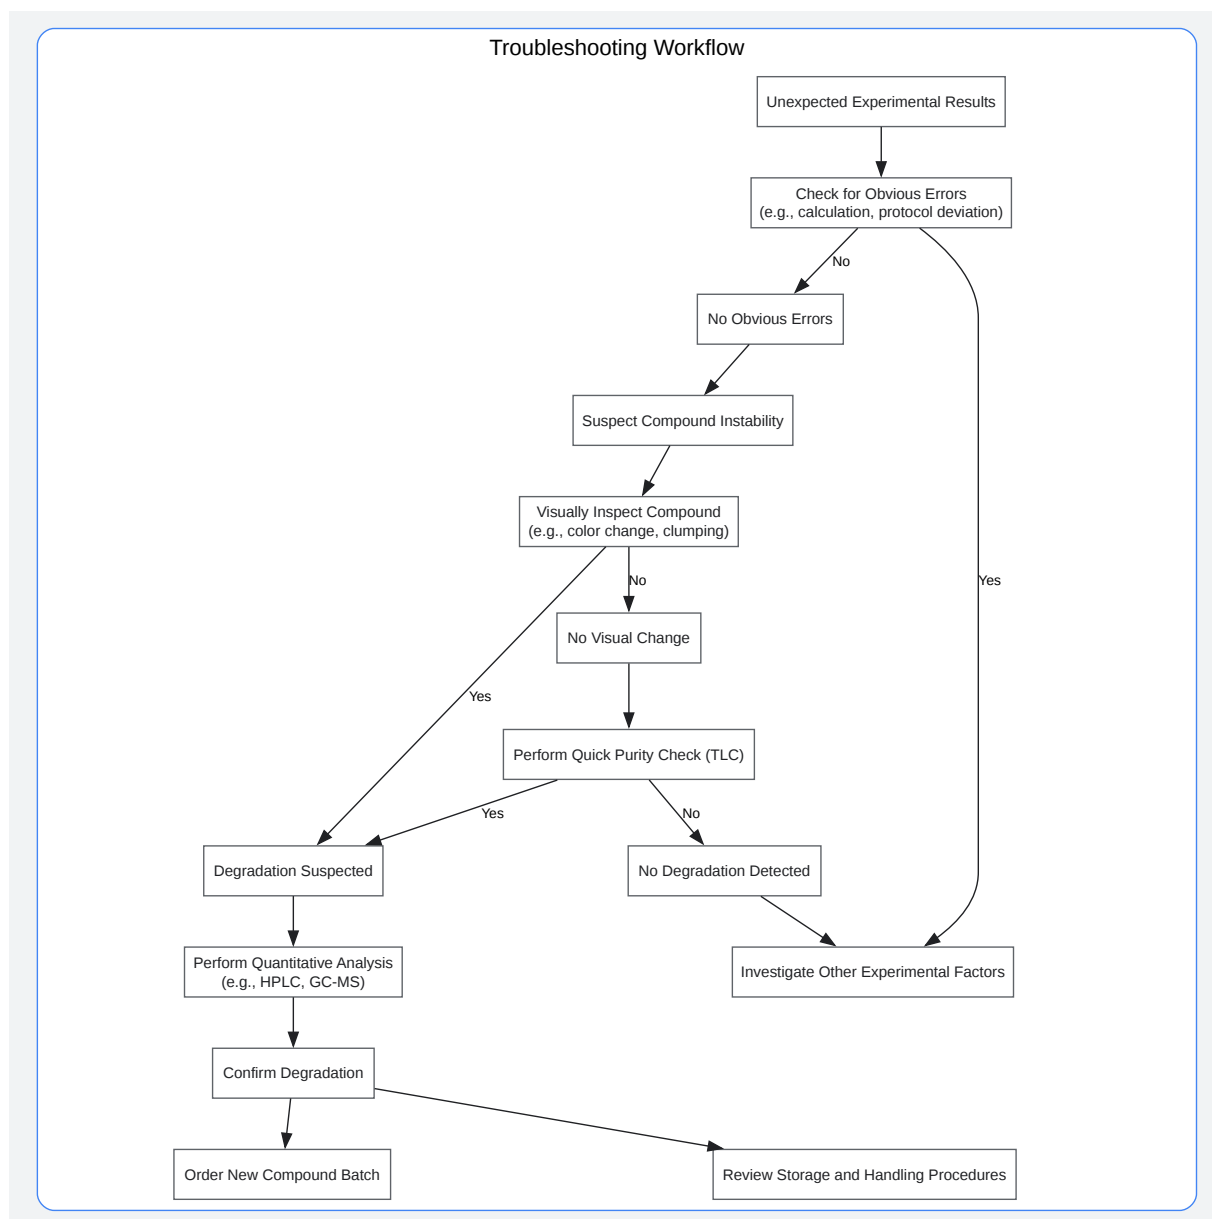 Troubleshooting Workflow
Unexpected Experimental Results
Check for Obvious Errors
(e.g., calculation, protocol deviation)
No
No Obvious Errors
Suspect Compound Instability
Visually Inspect Compound
(e.g., color change, clumping)
No
Yes
No Visual Change
Yes
Perform Quick Purity Check (TLC)
Yes
No
Degradation Suspected
No Degradation Detected
Perform Quantitative Analysis
(e.g., HPLC, GC-MS)
Investigate Other Experimental Factors
Confirm Degradation
Order New Compound Batch
Review Storage and Handling Procedures